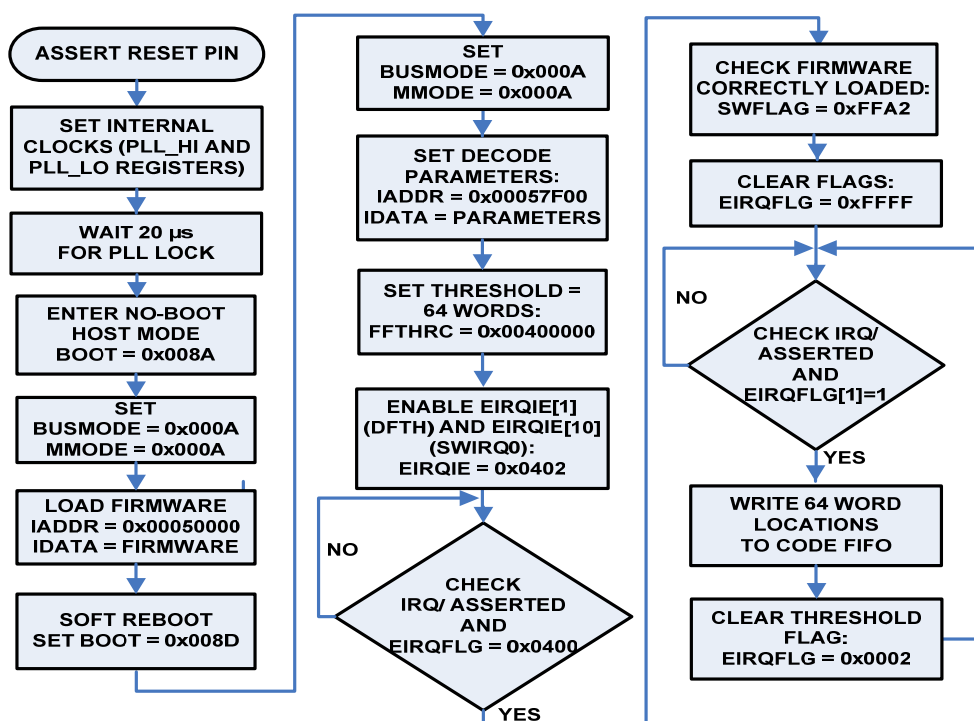 ASSERT RESET PIN
SET INTERNAL
CLOCKS (PLL_HI AND
PLL_LO REGISTERS)
WAIT 20 µs
FOR PLL LOCK
ENTER NO-BOOT
HOST MODE
BOOT = 0x008A
SET
BUSMODE = 0x000A
MMODE = 0x000A
LOAD FIRMWARE
IADDR = 0x00050000
IDATA = FIRMWARE
SOFT REBOOT
SET BOOT = 0x008D
SET
BUSMODE = 0x000A
MMODE = 0x000A
SET DECODE
PARAMETERS:
IADDR = 0x00057F00
IDATA = PARAMETERS
SET THRESHOLD =
64 WORDS:
FFTHRC = 0x00400000
ENABLE EIRQIE[1]
(DFTH) AND EIRQIE[10]
(SWIRQ0):
EIRQIE = 0x0402
NO
CHECK
IRQ/ ASSERTED
AND
EIRQFLG = 0x0400
YES
CHECK FIRMWARE
CORRECTLY LOADED:
SWFLAG = 0xFFA2
CLEAR FLAGS:
EIRQFLG = 0xFFFF
NO
CHECK IRQ/
ASSERTED
AND
EIRQFLG[1]=1
YES
WRITE 64 WORD
LOCATIONS
TO CODE FIFO
CLEAR THRESHOLD
FLAG:
EIRQFLG = 0x0002